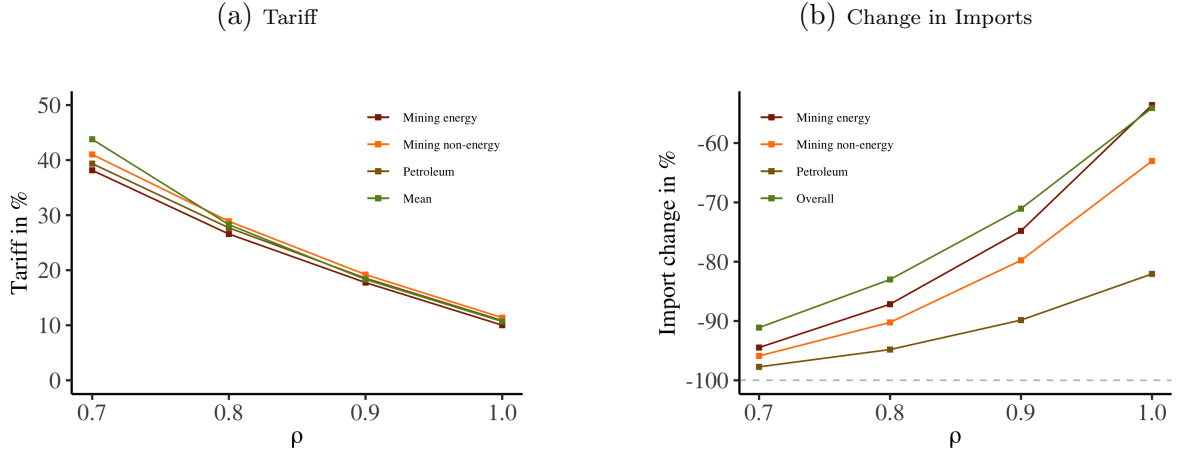 (a) Tariff
50
40
30
20
10
0
Tariff in %
0.7 0.8 0.9 1.0
ρ
Mining energy
Mining non-energy
Petroleum
Mean
(b) Change in Imports
-60
-70
-80
-90
-100
Import change in %
0.7 0.8 0.9 1.0
ρ
Mining energy
Mining non-energy
Petroleum
Overall